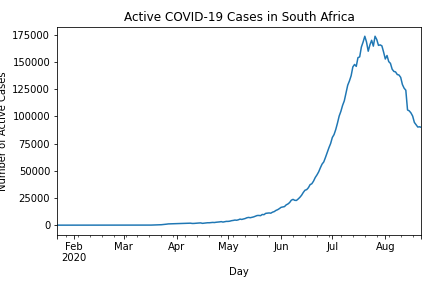 Active COVID-19 Cases in South Africa
175000
150000
125000
100000
75000
50000
25000
0
Number of Active Cases
Feb Mar Apr May Jun Jul Aug
2020
Day